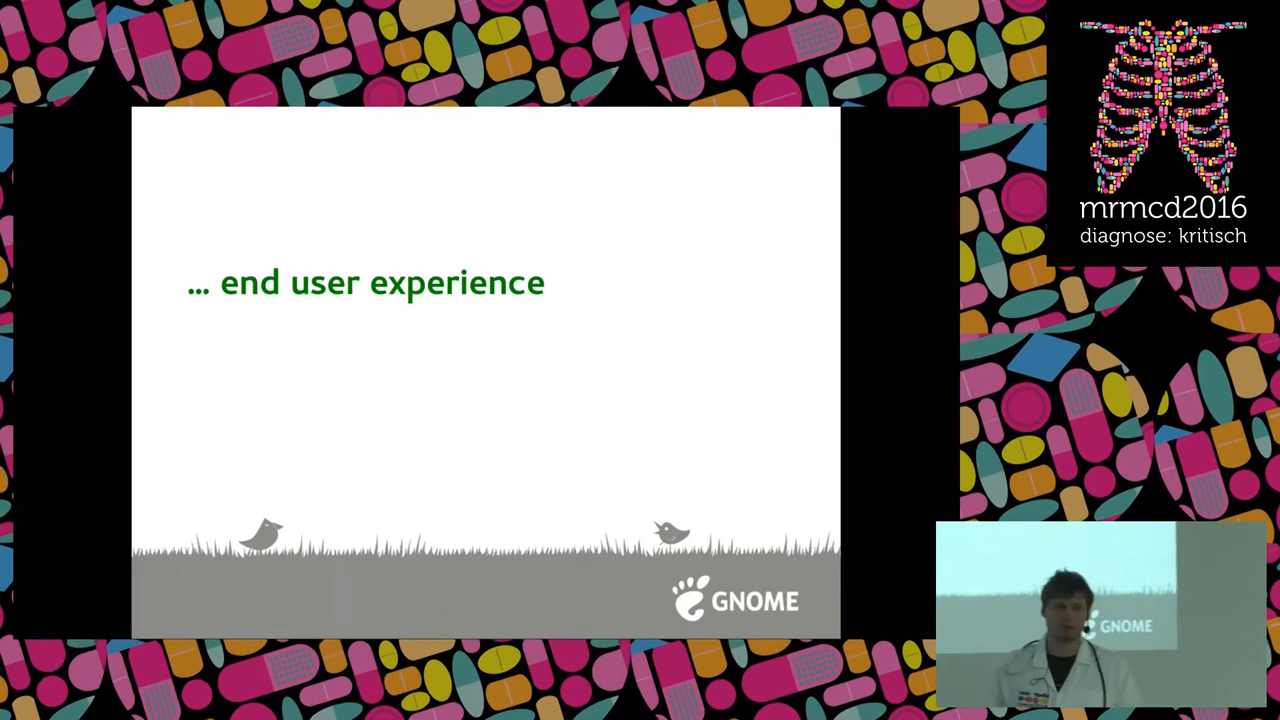 ... end user experience
GNOME
mrmcd2016
diagnose: kritisch
GNOME